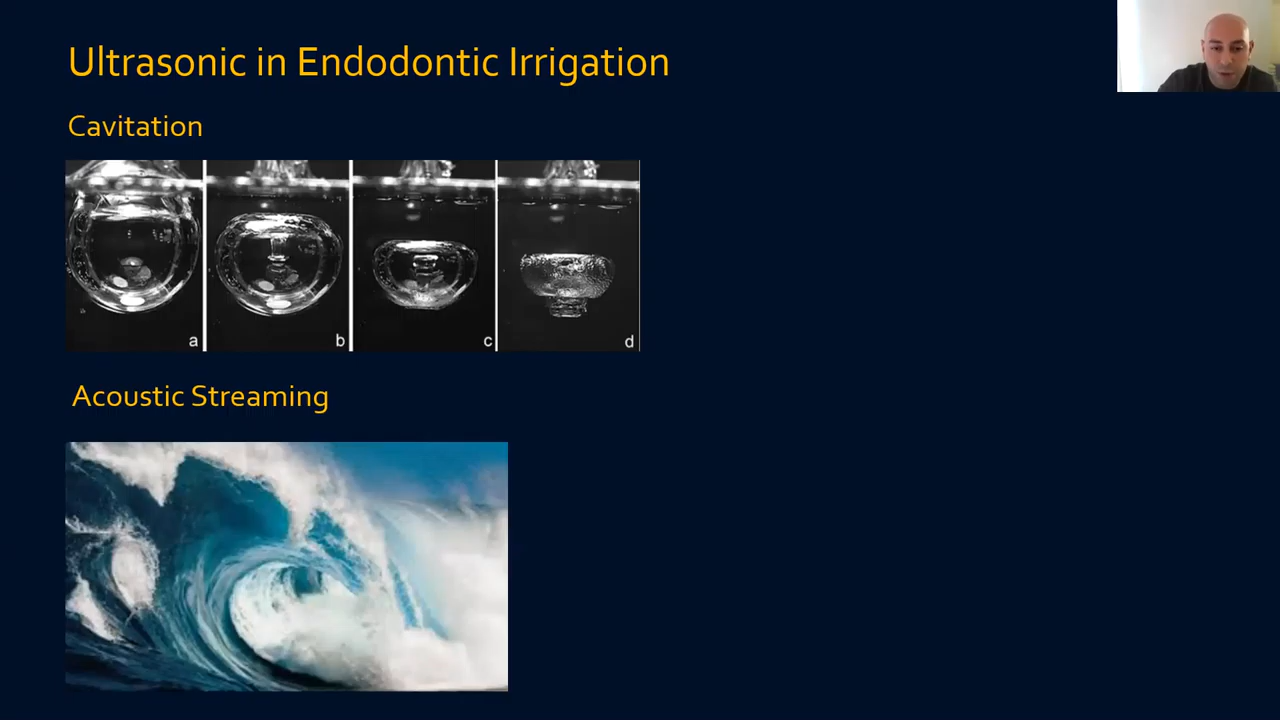 Ultrasonic in Endodontic Irrigation
Cavitation
a b c d
Acoustic Streaming